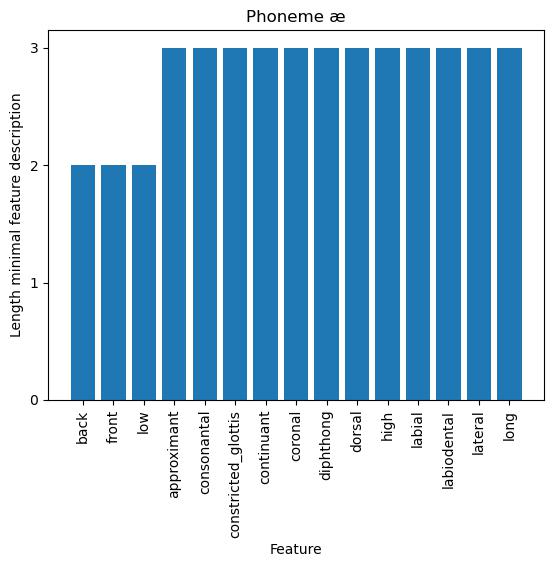 Phoneme æ
Length minimal feature description
3
2
1
0
back
front
low
approximant
consonantal
constricted_glottis
continuant
coronal
diphthong
dorsal
high
labial
labiodental
lateral
long
Feature